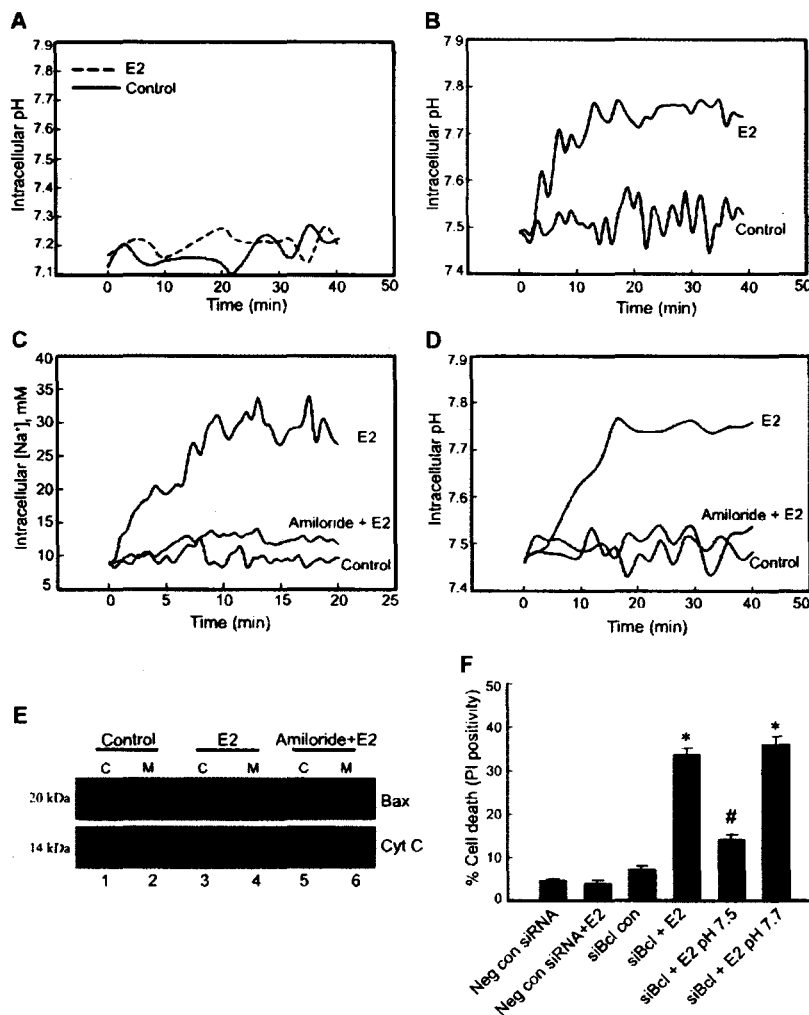 A
7.9
7.8
7.7
7.6
7.5
7.4
7.3
7.2
7.1
Intracellular pH
E2
Control
0 10 20 30 40 50
Time (min)
B
7.9
7.8
7.7
7.6
7.5
7.4
Intracellular pH
E2
Control
0 10 20 30 40 50
Time (min)
C
40
35
30
25
20
15
10
5
Intracellular [Na+], mM
E2
Amiloride + E2
Control
0 5 10 15 20 25
Time (min)
D
7.9
7.8
7.7
7.6
7.5
7.4
Intracellular pH
E2
Amiloride + E2
Control
0 10 20 30 40 50
Time (min)
E
Control E2 Amiloride+E2
C M C M C M
20 kDa Bax
14 kDa Cyt C
1 2 3 4 5 6
F
50
40
30
20
10
0
% Cell death (PI positivity)
* # *
Neg con siRNA
Neg con siRNA+E2
siBcl con
siBcl + E2
siBcl + E2 pH 7.5
siBcl + E2 pH 7.7